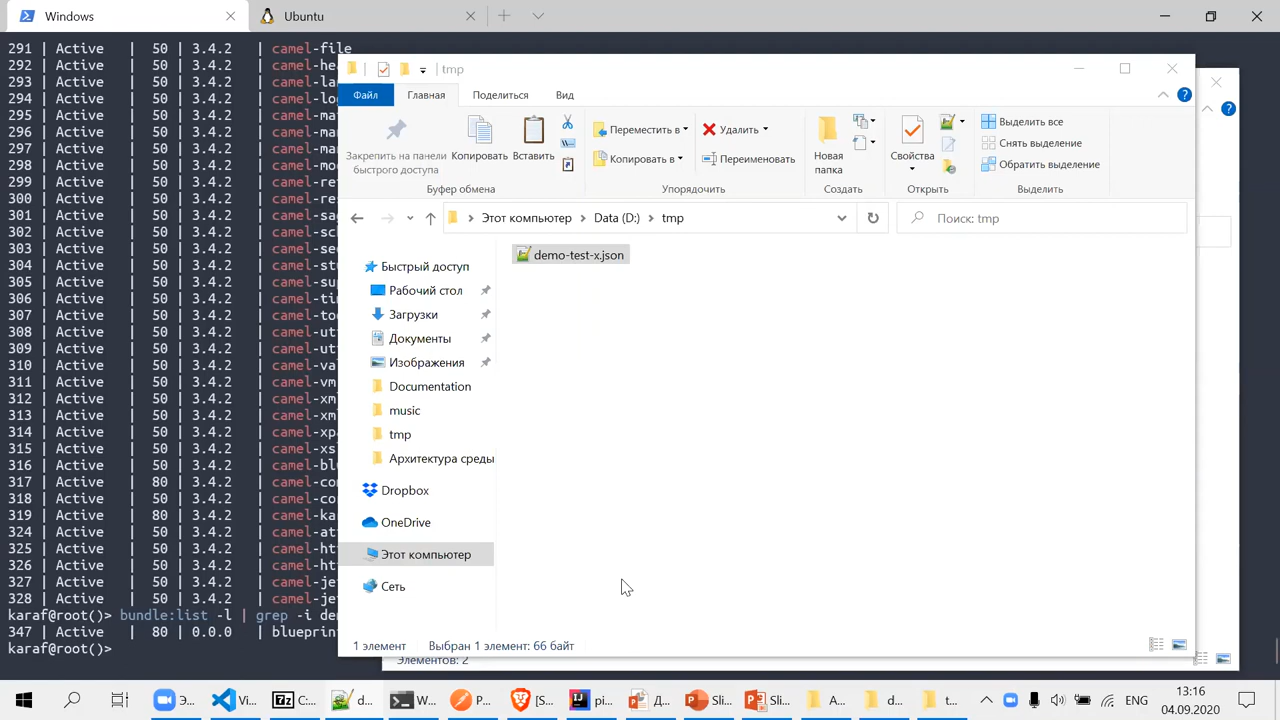 Windows
Ubuntu
291 | Active | 50 | 3.4.2 | camel-file
292 | Active | 50 | 3.4.2 | camel-he
293 | Active | 50 | 3.4.2 | camel-la
294 | Active | 50 | 3.4.2 | camel-lo
295 | Active | 50 | 3.4.2 | camel-ma
296 | Active | 50 | 3.4.2 | camel-ma
297 | Active | 50 | 3.4.2 | camel-ma
298 | Active | 50 | 3.4.2 | camel-mo
299 | Active | 50 | 3.4.2 | camel-re
300 | Active | 50 | 3.4.2 | camel-re
301 | Active | 50 | 3.4.2 | camel-sa
302 | Active | 50 | 3.4.2 | camel-sc
303 | Active | 50 | 3.4.2 | camel-se
304 | Active | 50 | 3.4.2 | camel-st
305 | Active | 50 | 3.4.2 | camel-su
306 | Active | 50 | 3.4.2 | camel-ti
307 | Active | 50 | 3.4.2 | camel-to
308 | Active | 50 | 3.4.2 | camel-ut
309 | Active | 50 | 3.4.2 | camel-ut
310 | Active | 50 | 3.4.2 | camel-va
311 | Active | 50 | 3.4.2 | camel-vm
312 | Active | 50 | 3.4.2 | camel-xm
313 | Active | 50 | 3.4.2 | camel-xm
314 | Active | 50 | 3.4.2 | camel-xp
315 | Active | 50 | 3.4.2 | camel-xs
316 | Active | 50 | 3.4.2 | camel-bl
317 | Active | 80 | 3.4.2 | camel-co
318 | Active | 50 | 3.4.2 | camel-co
319 | Active | 80 | 3.4.2 | camel-ka
324 | Active | 50 | 3.4.2 | camel-at
325 | Active | 50 | 3.4.2 | camel-ht
326 | Active | 50 | 3.4.2 | camel-ht
327 | Active | 50 | 3.4.2 | camel-je
328 | Active | 50 | 3.4.2 | camel-je
karaf@root()> bundle:list -l | grep -i de
347 | Active | 80 | 0.0.0 | blueprin
karaf@root()>
tmp
Файл
Главная
Поделиться
Вид
Закрепить на панели быстрого доступа
Копировать
Вставить
Переместить в
Копировать в
Удалить
Переименовать
Новая папка
Свойства
Выделить все
Снять выделение
Обратить выделение
Буфер обмена
Упорядочить
Создать
Открыть
Выделить
Этот компьютер > Data (D:) > tmp
Поиск: tmp
demo-test-x.json
Быстрый доступ
Рабочий стол
Загрузки
Документы
Изображения
Documentation
music
tmp
Архитектура среды
Dropbox
OneDrive
Этот компьютер
Сеть
1 элемент
Выбран 1 элемент: 66 байт
Элементов: 2
Э...
Vi...
C...
d...
W...
P...
[S...
pi...
Д...
Sli...
Sli...
A...
d...
t...
ENG
13:16
04.09.2020